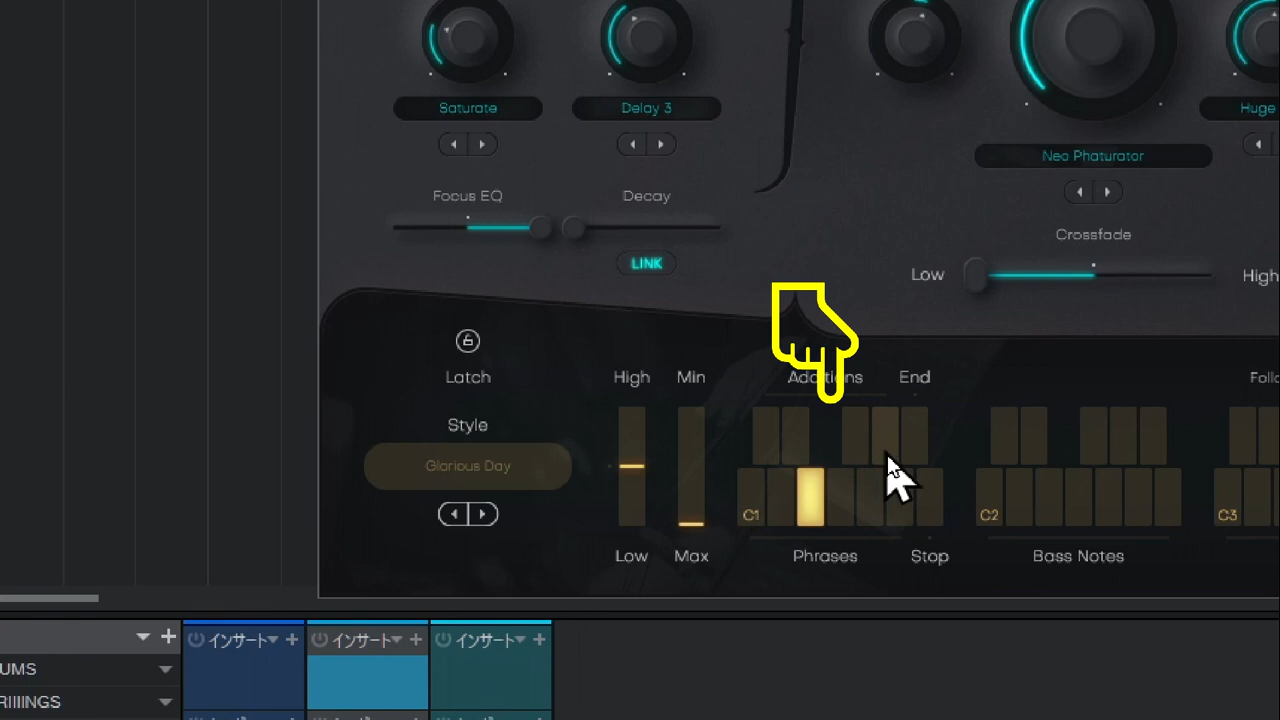 Saturate
Delay 3
Neo Phaturator
Huge
Focus EQ
Decay
LINK
Crossfade
Low
High
Latch
Style
Glorious Day
High
Min
Low
Max
Additions
End
C1
C2
C3
Phrases
Stop
Bass Notes
インサート
インサート
インサート
UMS
RIIIINGS